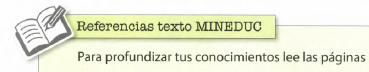 Referencias texto MINEDUC
Para profundizar tus conocimientos lee las páginas